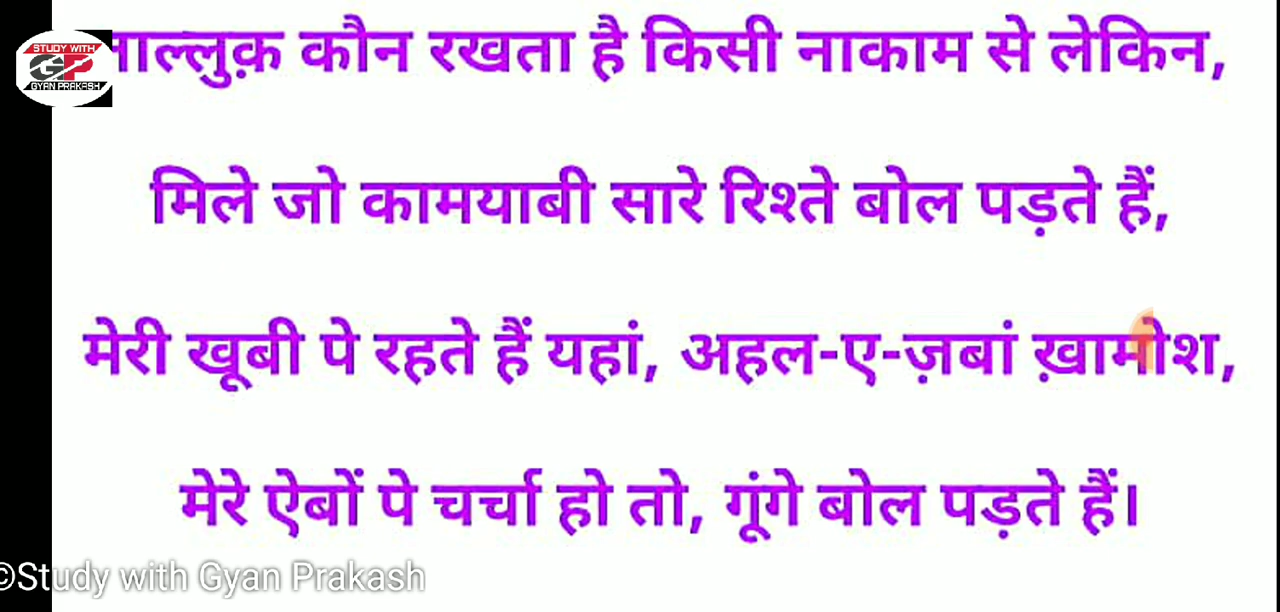 STUDY WITH
GP
GYAN PRAKASH
कौन रखता है किसी नाकाम से लेकिन,
मिले जो कामयाबी सारे रिश्ते बोल पड़ते हैं,
मेरी खूबी पे रहते हैं यहां, अहल-ए-ज़बां ख़ामोश,
मेरे ऐबों पे चर्चा हो तो, गूंगे बोल पड़ते हैं।
©Study with Gyan Prakash